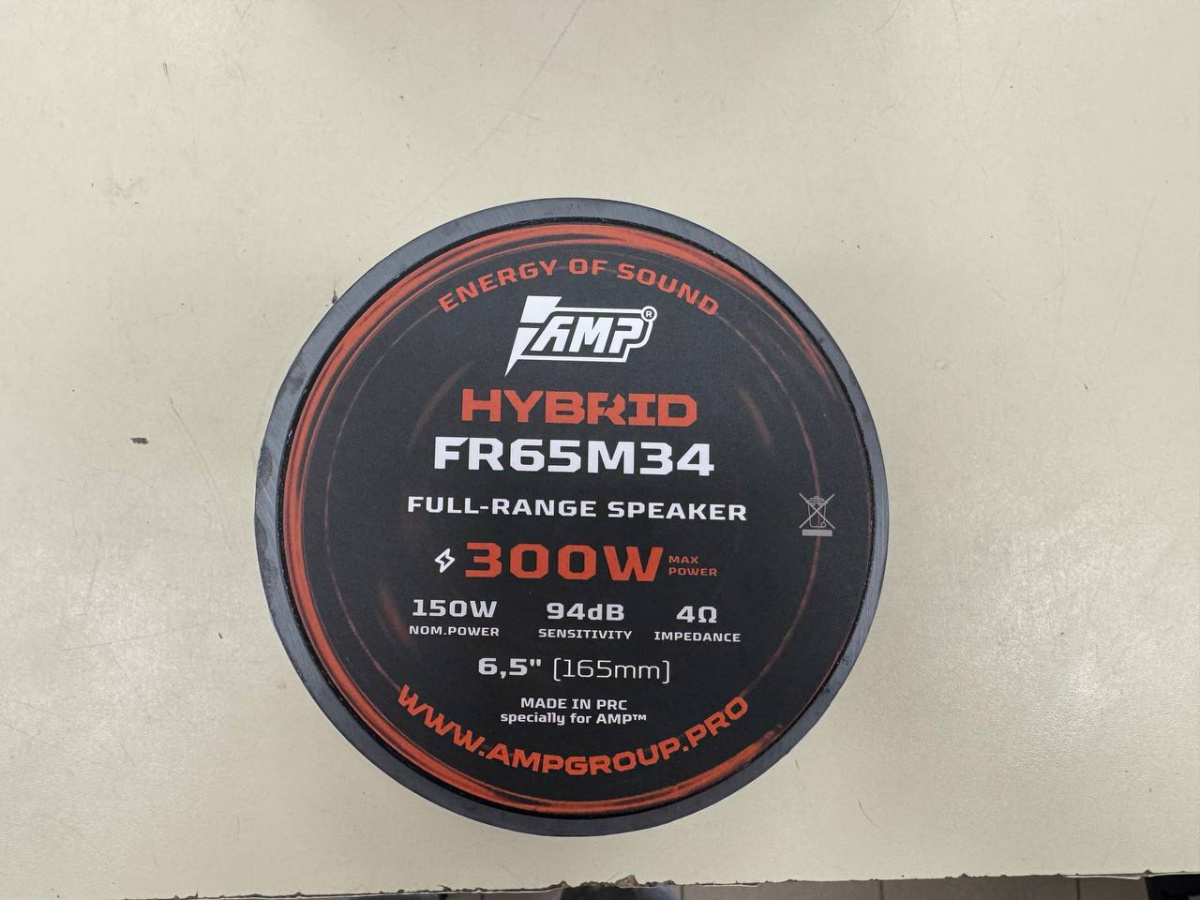 ENERGY OF SOUND
AMP®
HYBRID
FR65M34
FULL-RANGE SPEAKER
300W MAX POWER
150W 94dB 4Ω
NOM.POWER SENSITIVITY IMPEDANCE
6,5" [165mm]
MADE IN PRC
specially for AMP™
WWW.AMPGROUP.PRO